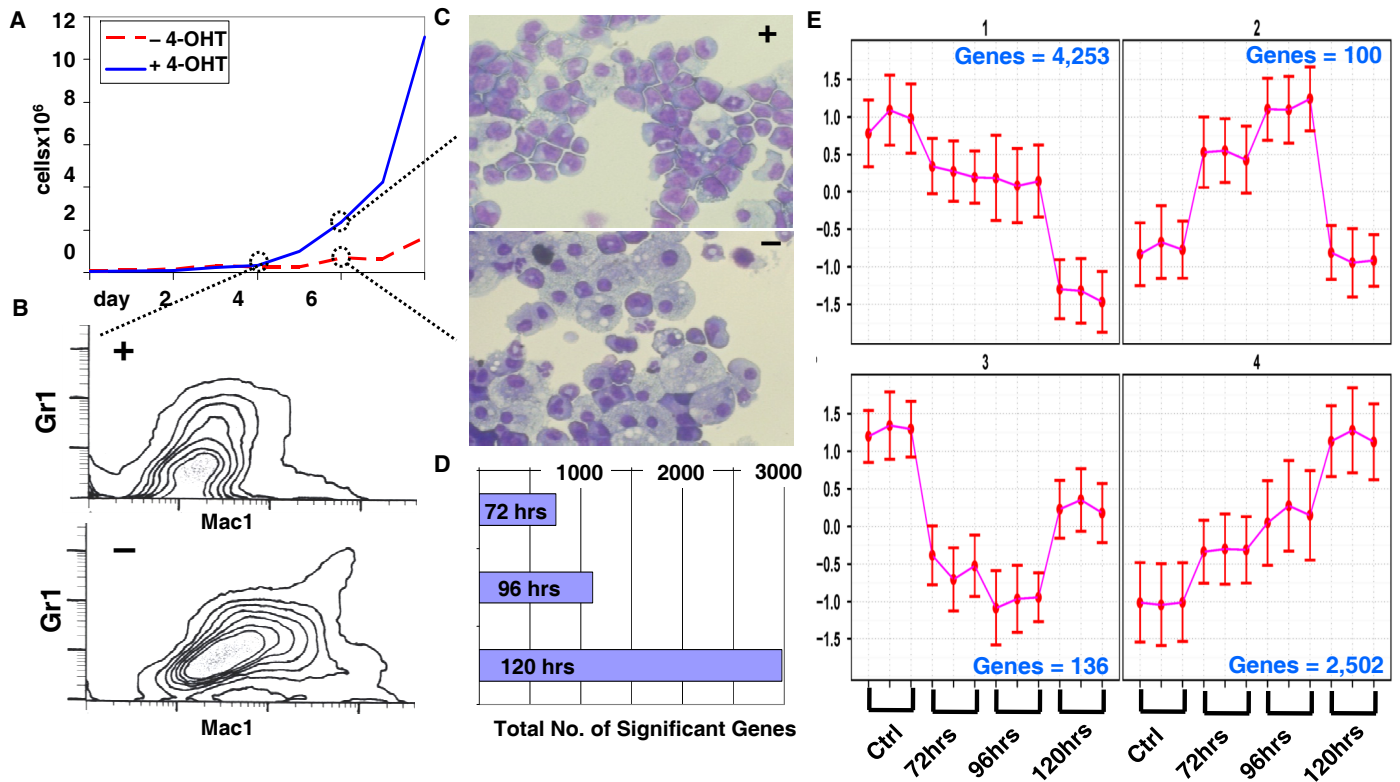 A
12
12
10
8
6
4
2
0
cellsx10⁶
– 4-OHT
+ 4-OHT
day 2 4 6
B
+
Gr1
Mac1
–
Gr1
Mac1
C
+
–
D
1000 2000 3000
72 hrs
96 hrs
120 hrs
Total No. of Significant Genes
E
1
Genes = 4,253
1.5
1.0
0.5
0.0
−0.5
−1.0
−1.5
2
Genes = 100
3
Genes = 136
1.5
1.0
0.5
0.0
−0.5
−1.0
−1.5
4
Genes = 2,502
Ctrl 72hrs 96hrs 120hrs
Ctrl 72hrs 96hrs 120hrs